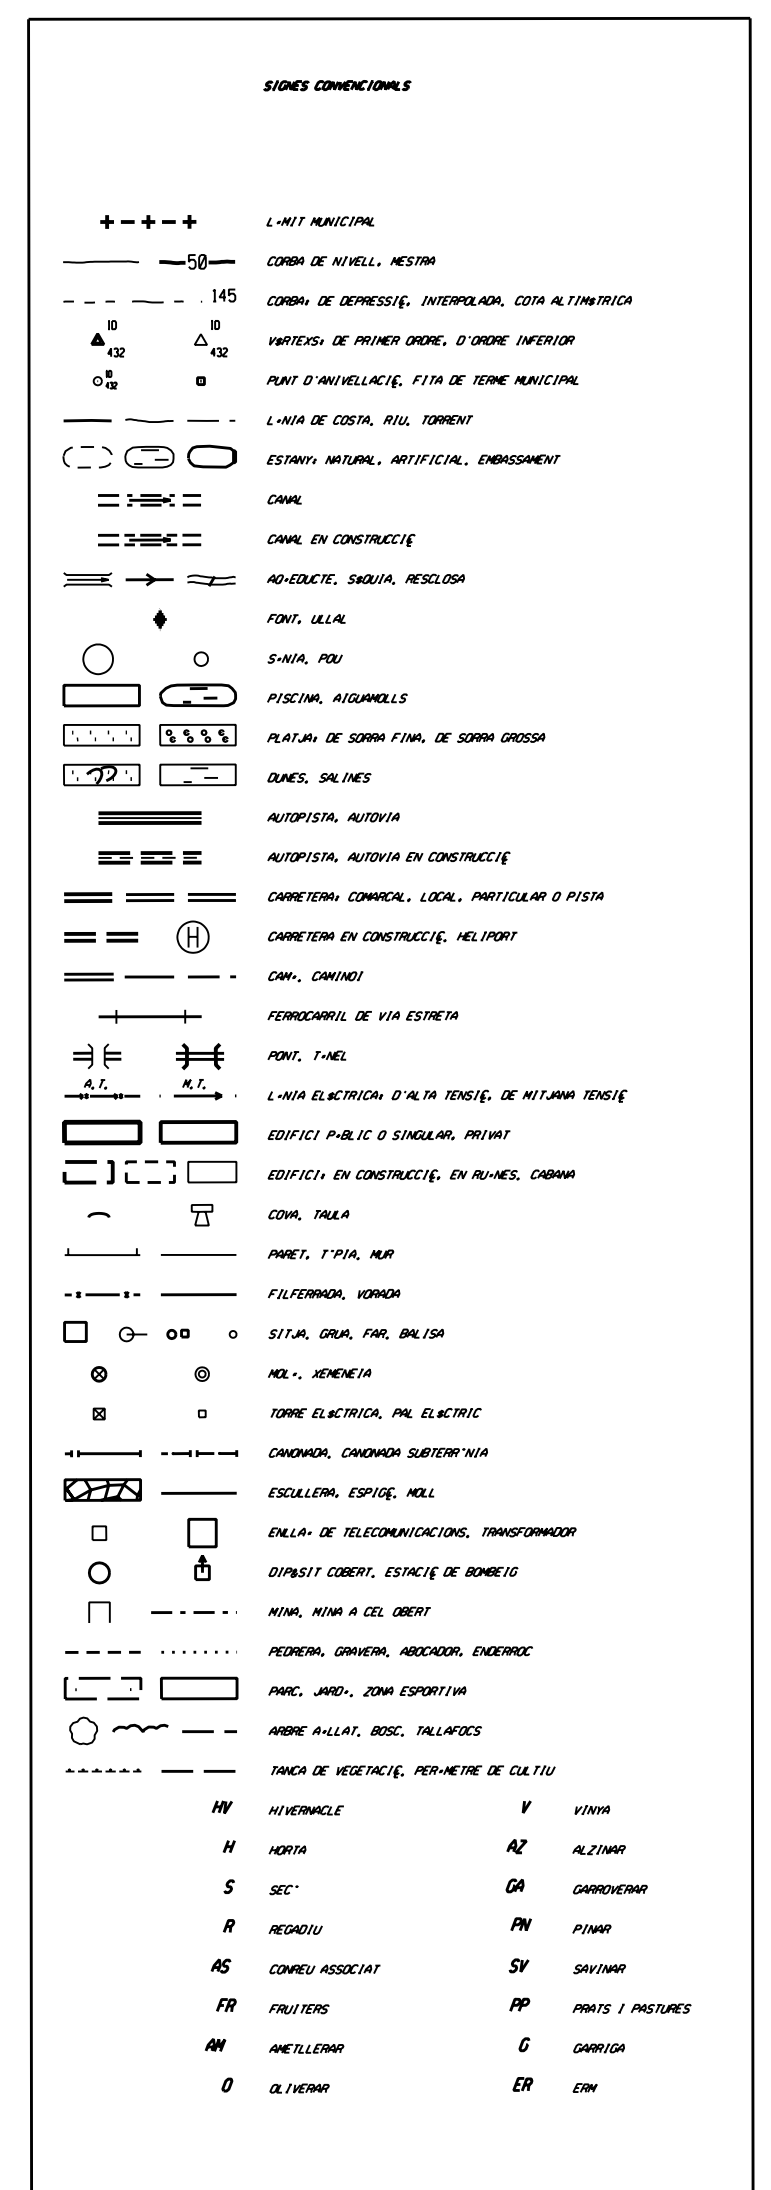 SIGNES CONVENCIONALS
L•MIT MUNICIPAL
50 CORBA DE NIVELL, MESTRA
145 CORBA: DE DEPRESSI€, INTERPOLADA, COTA ALTIM$TRICA
ID 432 ID 432 V$RTEXS: DE PRIMER ORDRE, D'ORDRE INFERIOR
ID 432 PUNT D'ANIVELLACI€, FITA DE TERME MUNICIPAL
L•NIA DE COSTA, RIU, TORRENT
ESTANY: NATURAL, ARTIFICIAL, EMBASSAMENT
CANAL
CANAL EN CONSTRUCCI€
AQ•EDUCTE, S$QUIA, RESCLOSA
FONT, ULLAL
S•NIA, POU
PISCINA, AIGUAMOLLS
PLATJA: DE SORRA FINA, DE SORRA GROSSA
DUNES, SALINES
AUTOPISTA, AUTOVIA
AUTOPISTA, AUTOVIA EN CONSTRUCCI€
CARRETERA: COMARCAL, LOCAL, PARTICULAR O PISTA
H CARRETERA EN CONSTRUCCI€, HELIPORT
CAM•, CAMINOI
FERROCARRIL DE VIA ESTRETA
PONT, T•NEL
A.T. M.T. L•NIA EL$CTRICA: D'ALTA TENSI€, DE MITJANA TENSI€
EDIFICI P•BLIC O SINGULAR, PRIVAT
EDIFICI: EN CONSTRUCCI€, EN RU•NES, CABANA
COVA, TAULA
PARET, T`PIA, MUR
FILFERRADA, VORADA
SITJA, GRUA, FAR, BALISA
MOL•, XEMENEIA
TORRE EL$CTRICA, PAL EL$CTRIC
CANONADA, CANONADA SUBTERR`NIA
ESCULLERA, ESPIG€, MOLL
ENLLA• DE TELECOMUNICACIONS, TRANSFORMADOR
DIP$SIT COBERT, ESTACI€ DE BOMBEIG
MINA, MINA A CEL OBERT
PEDRERA, GRAVERA, ABOCADOR, ENDERROC
PARC, JARD•, ZONA ESPORTIVA
ARBRE A•LLAT, BOSC, TALLAFOCS
TANCA DE VEGETACI€, PER•METRE DE CULTIU
HV HIVERNACLE V VINYA
H HORTA AZ ALZINAR
S SEC` GA GARROVERAR
R REGADIU PN PINAR
AS CONREU ASSOCIAT SV SAVINAR
FR FRUITERS PP PRATS I PASTURES
AM AMETLLERAR G GARRIGA
O OLIVERAR ER ERM